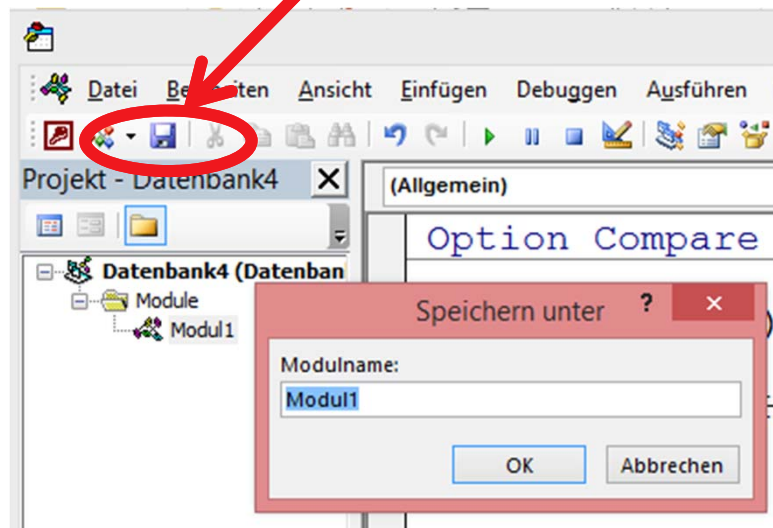 Datei Ansicht Einfügen Debuggen Ausführen
Projekt - Datenbank4
(Allgemein)
Option Compare
Datenbank4 (Datenban
Module
Modul1
Speichern unter ? ×
Modulname:
Modul1
OK Abbrechen